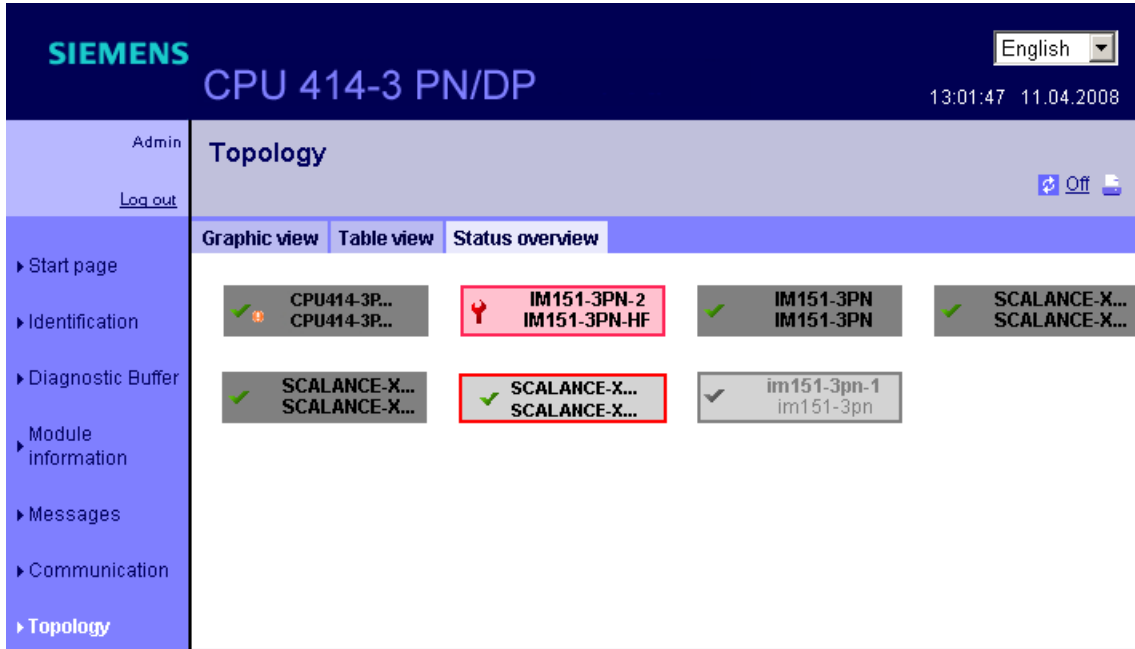 SIEMENS
CPU 414-3 PN/DP
English
13:01:47 11.04.2008
Admin
Log out
Topology
Off
Graphic view Table view Status overview
Start page
Identification
Diagnostic Buffer
Module
information
Messages
Communication
Topology
CPU414-3P...
CPU414-3P...
IM151-3PN-2
IM151-3PN-HF
IM151-3PN
IM151-3PN
SCALANCE-X...
SCALANCE-X...
SCALANCE-X...
SCALANCE-X...
SCALANCE-X...
SCALANCE-X...
im151-3pn-1
im151-3pn